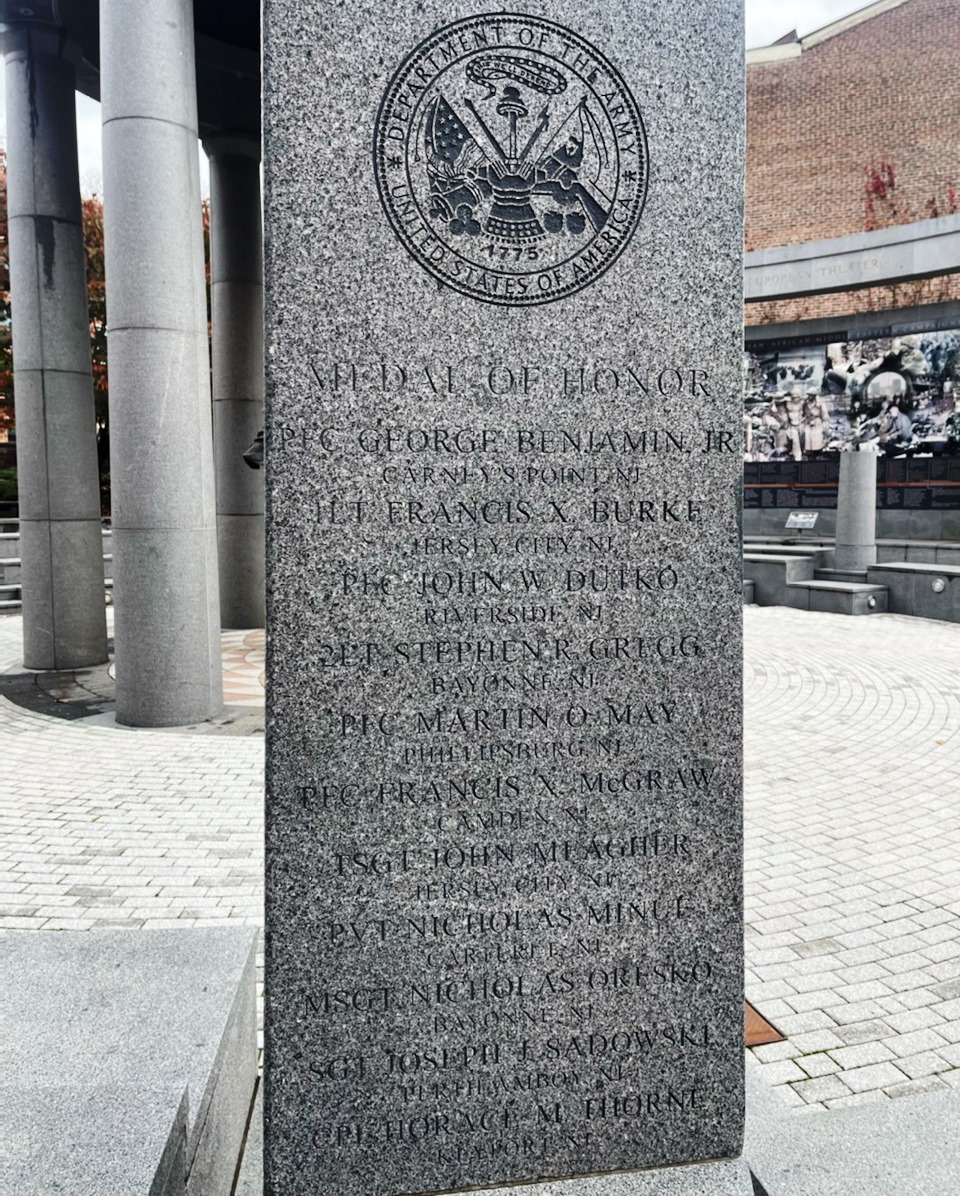 DEPARTMENT OF THE ARMY
UNITED STATES OF AMERICA
1775
MEDAL OF HONOR
PFC GEORGE BENJAMIN, JR
CARNEY'S POINT, NJ
1LT FRANCIS X. BURKE
JERSEY CITY, NJ
PFC JOHN W. DUTKO
RIVERSIDE, NJ
2LT STEPHEN R. GREGG
BAYONNE, NJ
PFC MARTIN O. MAY
PHILLIPSBURG, NJ
PFC FRANCIS X. McGRAW
CAMDEN, NJ
TSGT JOHN MEAGHER
JERSEY CITY, NJ
PVT NICHOLAS MINUE
CARTERET, NJ
MSGT NICHOLAS ORESKO
BAYONNE, NJ
SGT JOSEPH J. SADOWSKI
PERTH AMBOY, NJ
CPL HORACE M. THORNE
KEYPORT, NJ
EUROPEAN THEATER